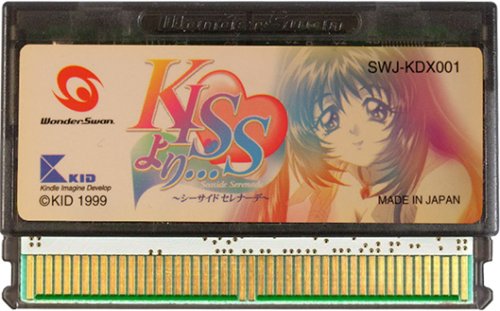 WonderSwan
SWJ-KDX001
KISS
より...
Seaside Serenade
～シーサイド セレナーデ～
WonderSwan.
KID
Kindle Imagine Develop
©KID 1999
MADE IN JAPAN